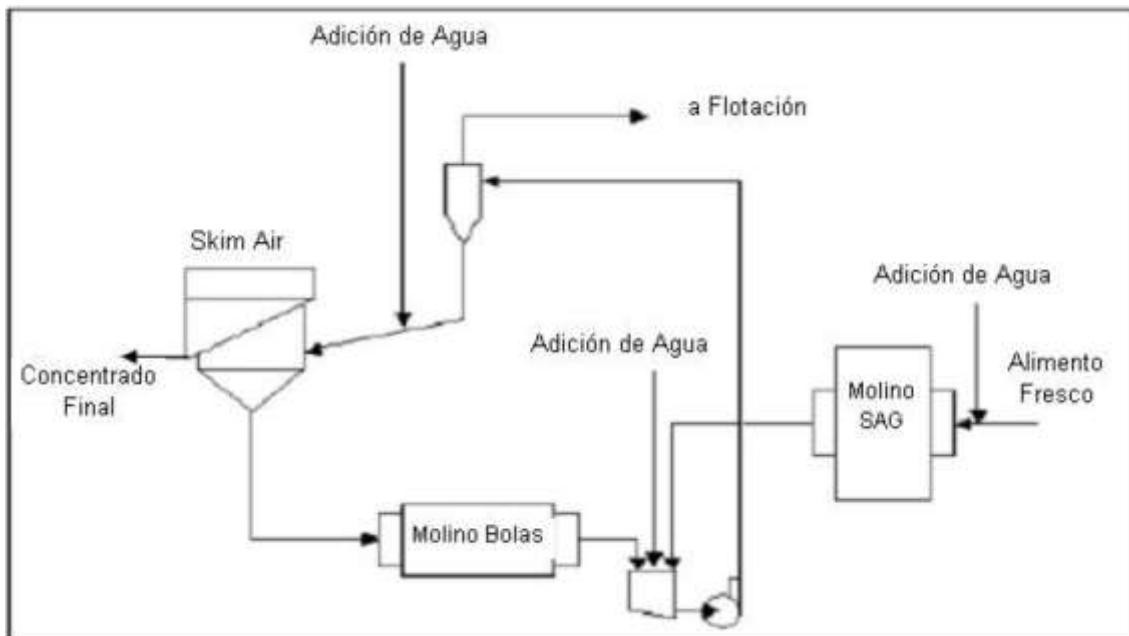 Adición de Agua
a Flotación
Skim Air
Adición de Agua
Adición de Agua
Concentrado
Final
Molino
SAG
Alimento
Fresco
Molino Bolas